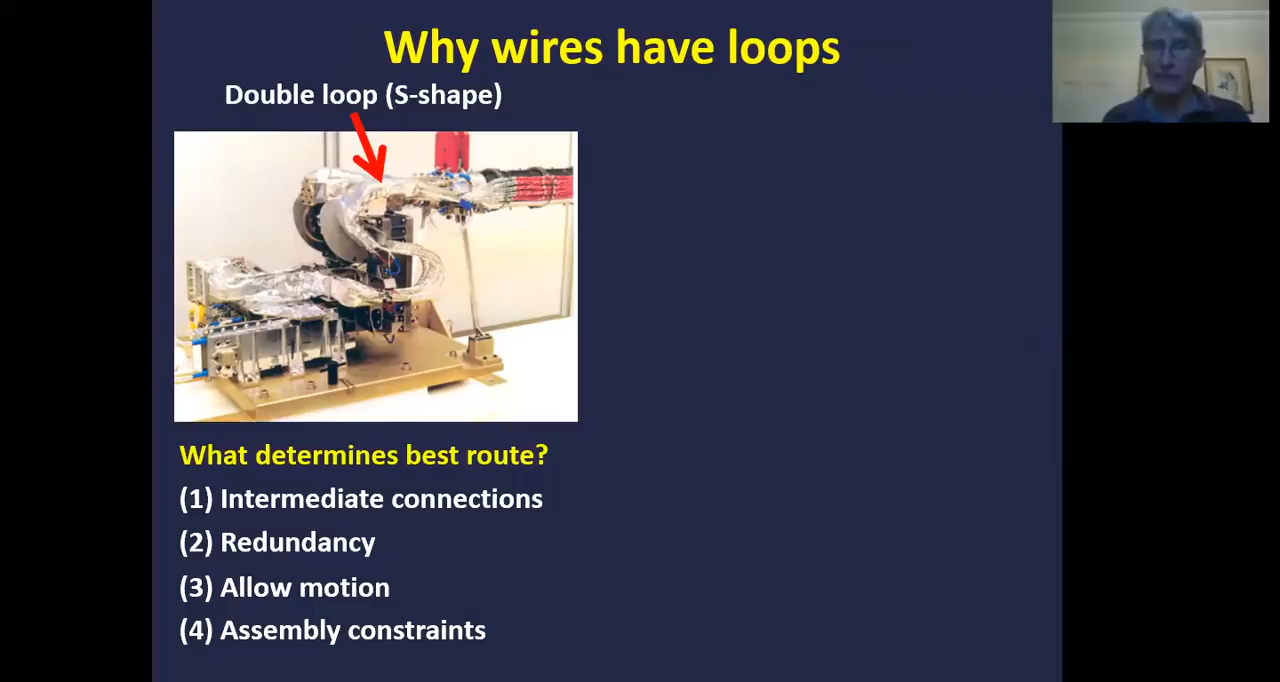 Why wires have loops
Double loop (S-shape)
What determines best route?
(1) Intermediate connections
(2) Redundancy
(3) Allow motion
(4) Assembly constraints